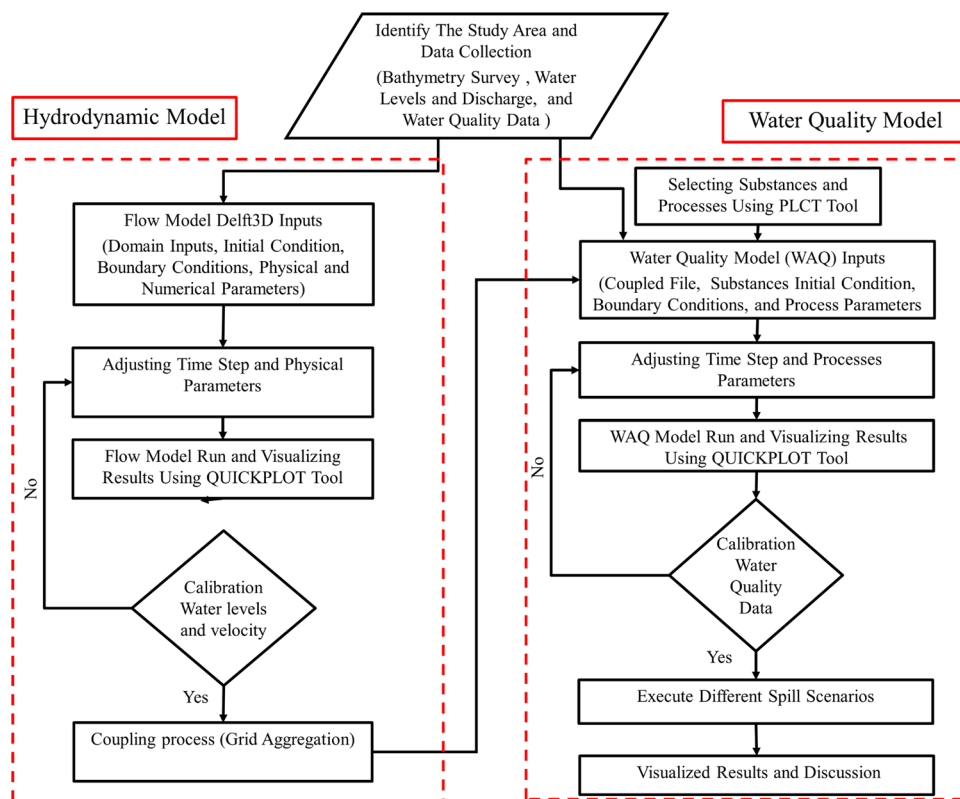 Identify The Study Area and
Data Collection
(Bathymetry Survey , Water
Levels and Discharge, and
Water Quality Data )
Hydrodynamic Model
Water Quality Model
Flow Model Delft3D Inputs
(Domain Inputs, Initial Condition,
Boundary Conditions, Physical and
Numerical Parameters)
Adjusting Time Step and Physical
Parameters
Flow Model Run and Visualizing
Results Using QUICKPLOT Tool
No
Calibration
Water levels
and velocity
Yes
Coupling process (Grid Aggregation)
Selecting Substances and
Processes Using PLCT Tool
Water Quality Model (WAQ) Inputs
(Coupled File, Substances Initial Condition,
Boundary Conditions, and Process Parameters
Adjusting Time Step and Processes
Parameters
WAQ Model Run and Visualizing Results
Using QUICKPLOT Tool
No
Calibration
Water
Quality
Data
Yes
Execute Different Spill Scenarios
Visualized Results and Discussion